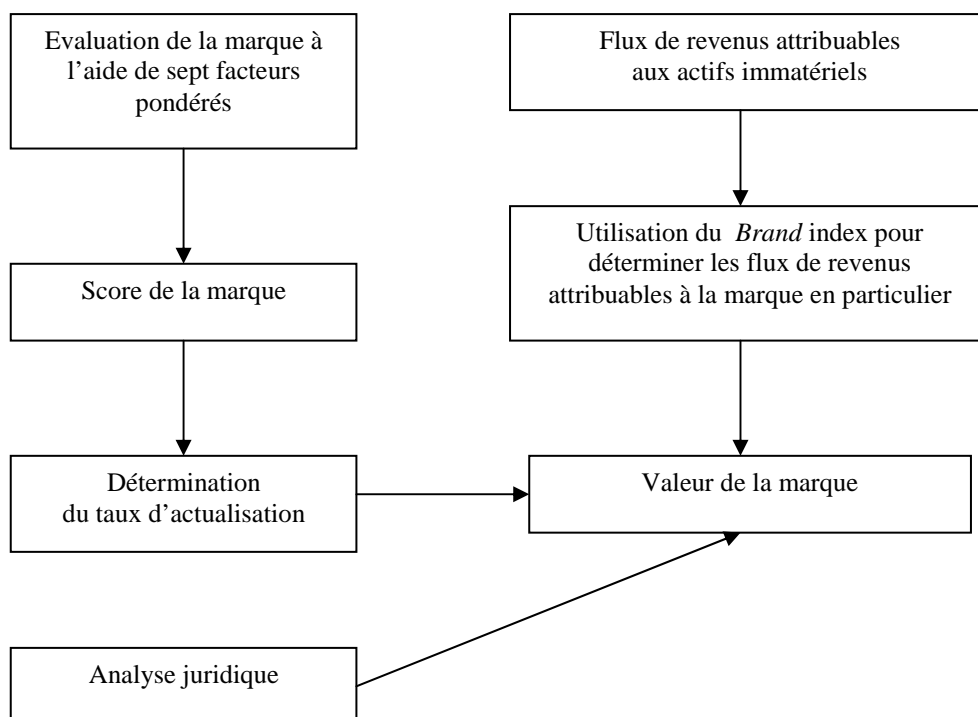 Evaluation de la marque à
l’aide de sept facteurs
pondérés
Flux de revenus attribuables
aux actifs immatériels
Utilisation du Brand index pour
déterminer les flux de revenus
attribuables à la marque en particulier
Score de la marque
Détermination
du taux d’actualisation
Valeur de la marque
Analyse juridique